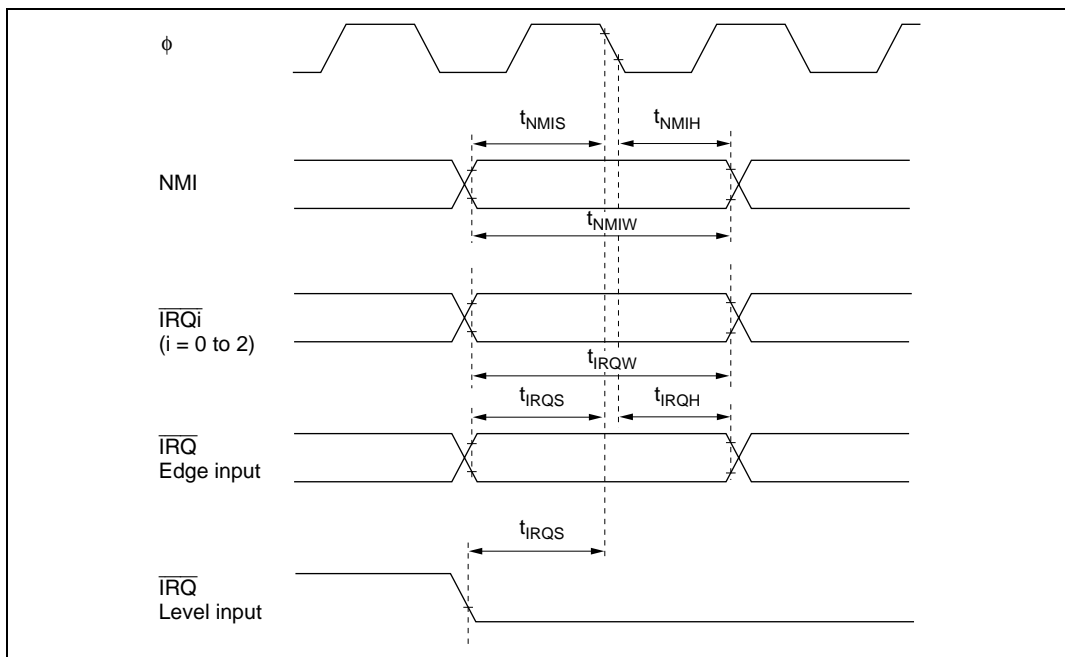 ϕ
tNMIS
tNMIH
NMI
tNMIW
IRQi
(i = 0 to 2)
tIRQW
tIRQS
tIRQH
IRQ
Edge input
tIRQS
IRQ
Level input